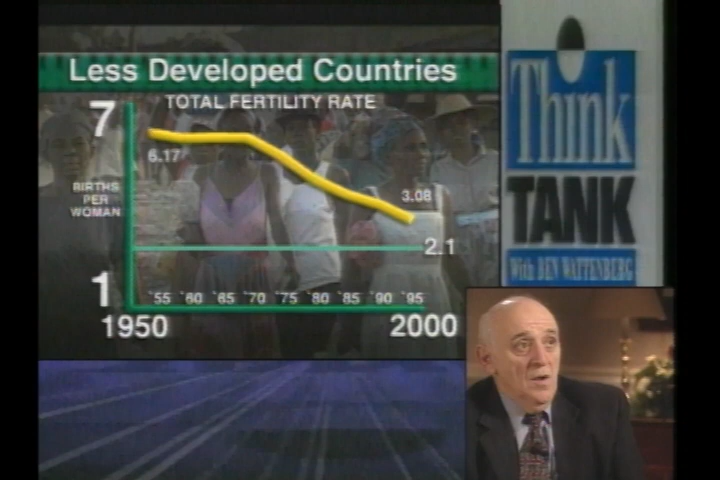 Less Developed Countries
TOTAL FERTILITY RATE
7
6.17
BIRTHS
PER
WOMAN
3.08
2.1
1
`55 `60 `65 `70 `75 `80 `85 `90 `95
1950
2000
Think
TANK
With BEN WATTENBERG